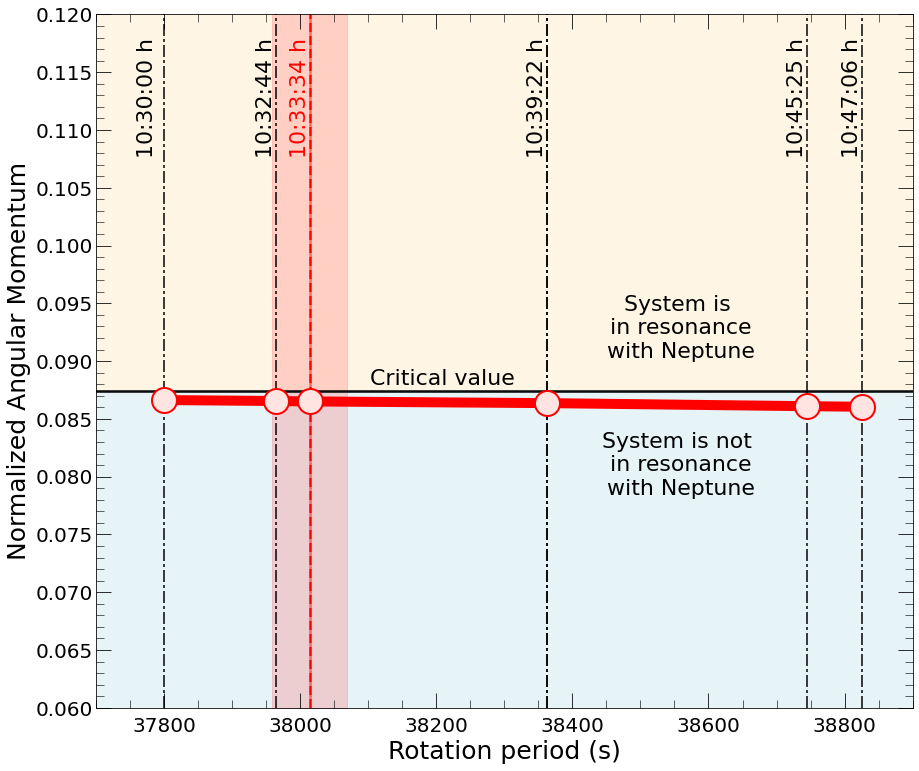 0.120
0.115
0.110
0.105
0.100
0.095
0.090
0.085
0.080
0.075
0.070
0.065
0.060
Normalized Angular Momentum
10:30:00 h
10:32:44 h
10:33:34 h
10:39:22 h
10:45:25 h
10:47:06 h
System is
in resonance
with Neptune
Critical value
System is not
in resonance
with Neptune
37800 38000 38200 38400 38600 38800
Rotation period (s)